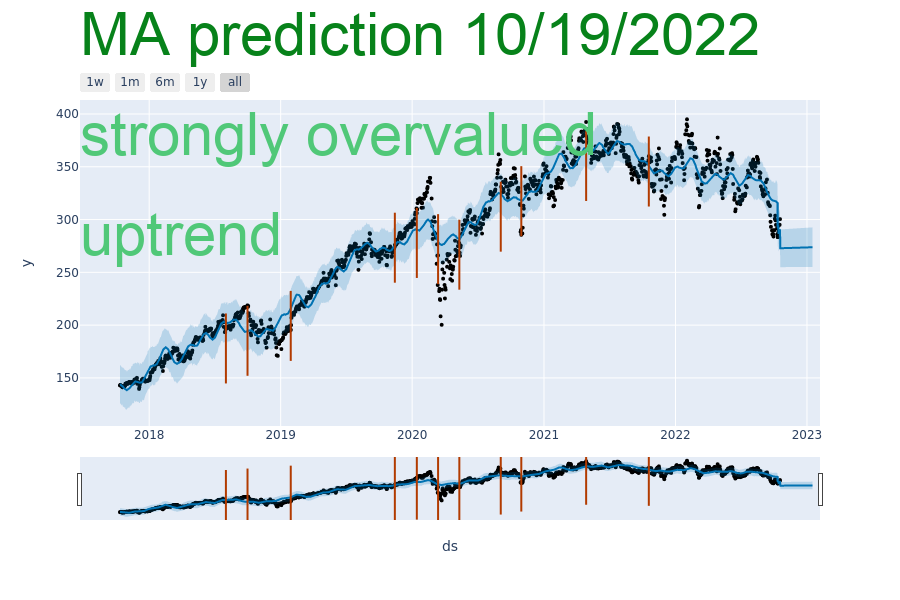 MA prediction 10/19/2022
1w 1m 6m 1y all
strongly overvalued
uptrend
400
350
300
250
200
150
y
2018 2019 2020 2021 2022 2023
ds